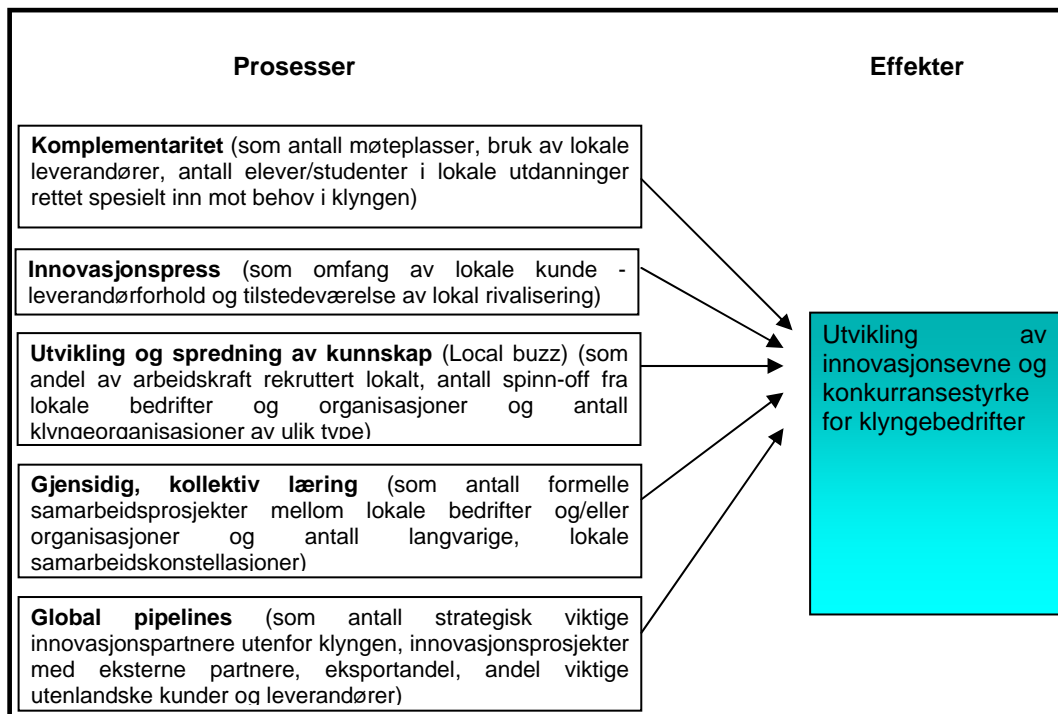 Prosesser
Effekter
Komplementaritet (som antall møteplasser, bruk av lokale
leverandører, antall elever/studenter i lokale utdanninger
rettet spesielt inn mot behov i klyngen)
Innovasjonspress (som omfang av lokale kunde -
leverandørforhold og tilstedeværelse av lokal rivalisering)
Utvikling og spredning av kunnskap (Local buzz) (som
andel av arbeidskraft rekruttert lokalt, antall spinn-off fra
lokale bedrifter og organisasjoner og antall
klyngeorganisasjoner av ulik type)
Gjensidig, kollektiv læring (som antall formelle
samarbeidsprosjekter mellom lokale bedrifter og/eller
organisasjoner og antall langvarige, lokale
samarbeidskonstellasjoner)
Global pipelines (som antall strategisk viktige
innovasjonspartnere utenfor klyngen, innovasjonsprosjekter
med eksterne partnere, eksportandel, andel viktige
utenlandske kunder og leverandører)
Utvikling av
innovasjonsevne og
konkurransestyrke
for klyngebedrifter